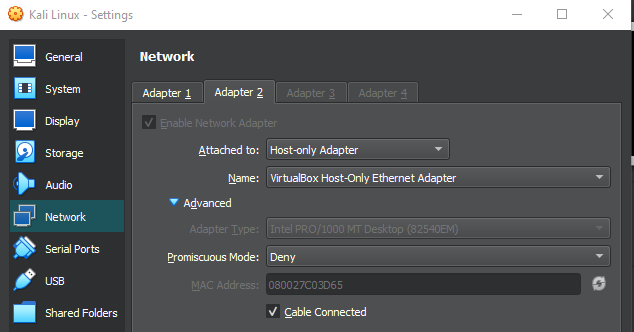 Kali Linux - Settings
General
System
Display
Storage
Audio
Network
Serial Ports
USB
Shared Folders
Network
Adapter 1 Adapter 2 Adapter 3 Adapter 4
Enable Network Adapter
Attached to: Host-only Adapter
Name: VirtualBox Host-Only Ethernet Adapter
Advanced
Adapter Type: Intel PRO/1000 MT Desktop (82540EM)
Promiscuous Mode: Deny
MAC Address: 080027C03D65
Cable Connected